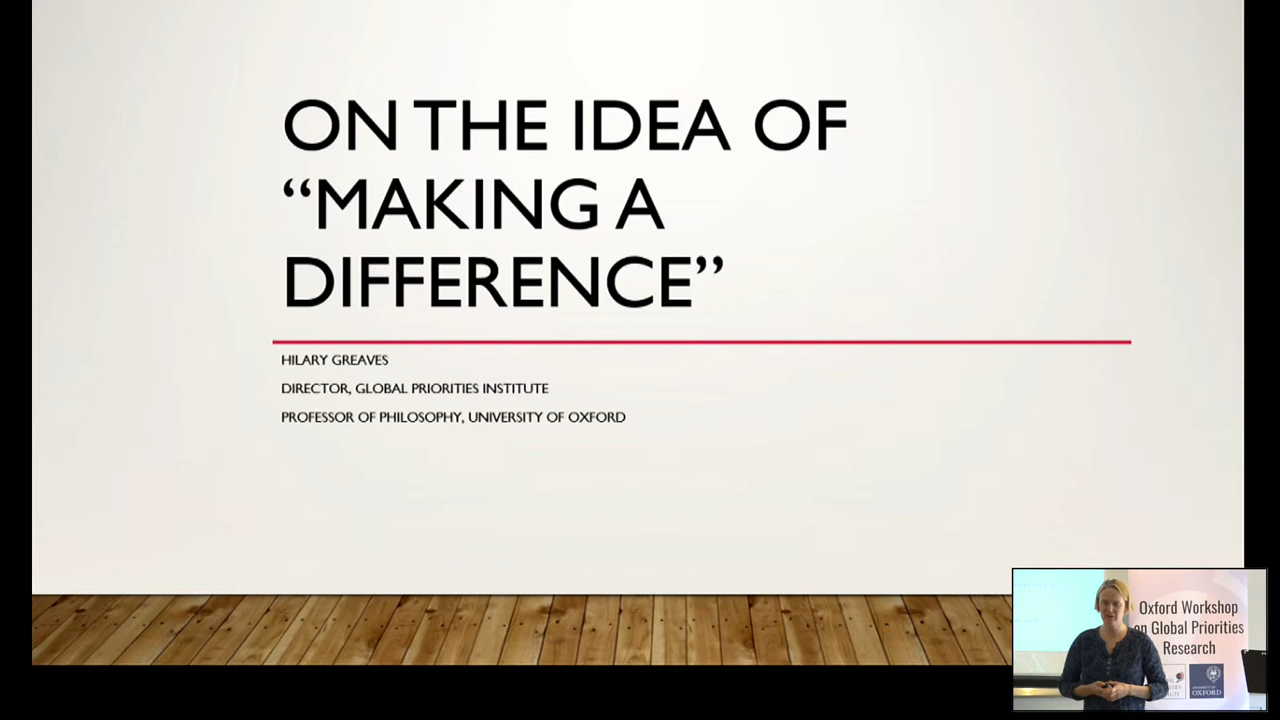 ON THE IDEA OF
“MAKING A
DIFFERENCE”
HILARY GREAVES
DIRECTOR, GLOBAL PRIORITIES INSTITUTE
PROFESSOR OF PHILOSOPHY, UNIVERSITY OF OXFORD
Oxford Workshop
on Global Priorities
Research
OXFORD